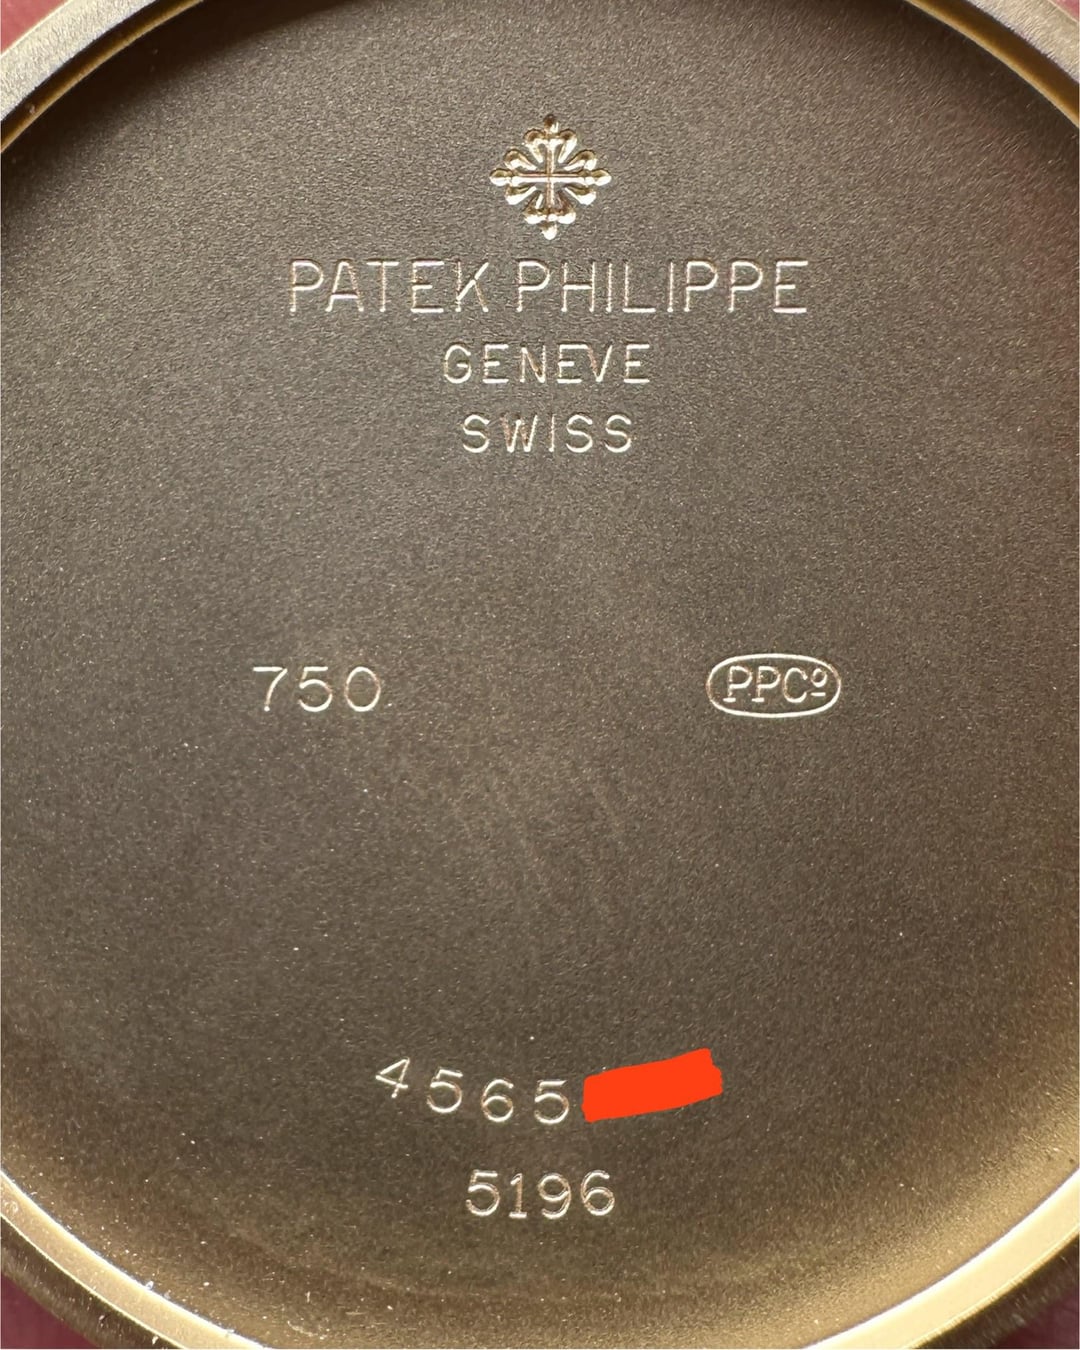 PATEK PHILIPPE
GENEVE
SWISS
750
PPCº
4565
5196